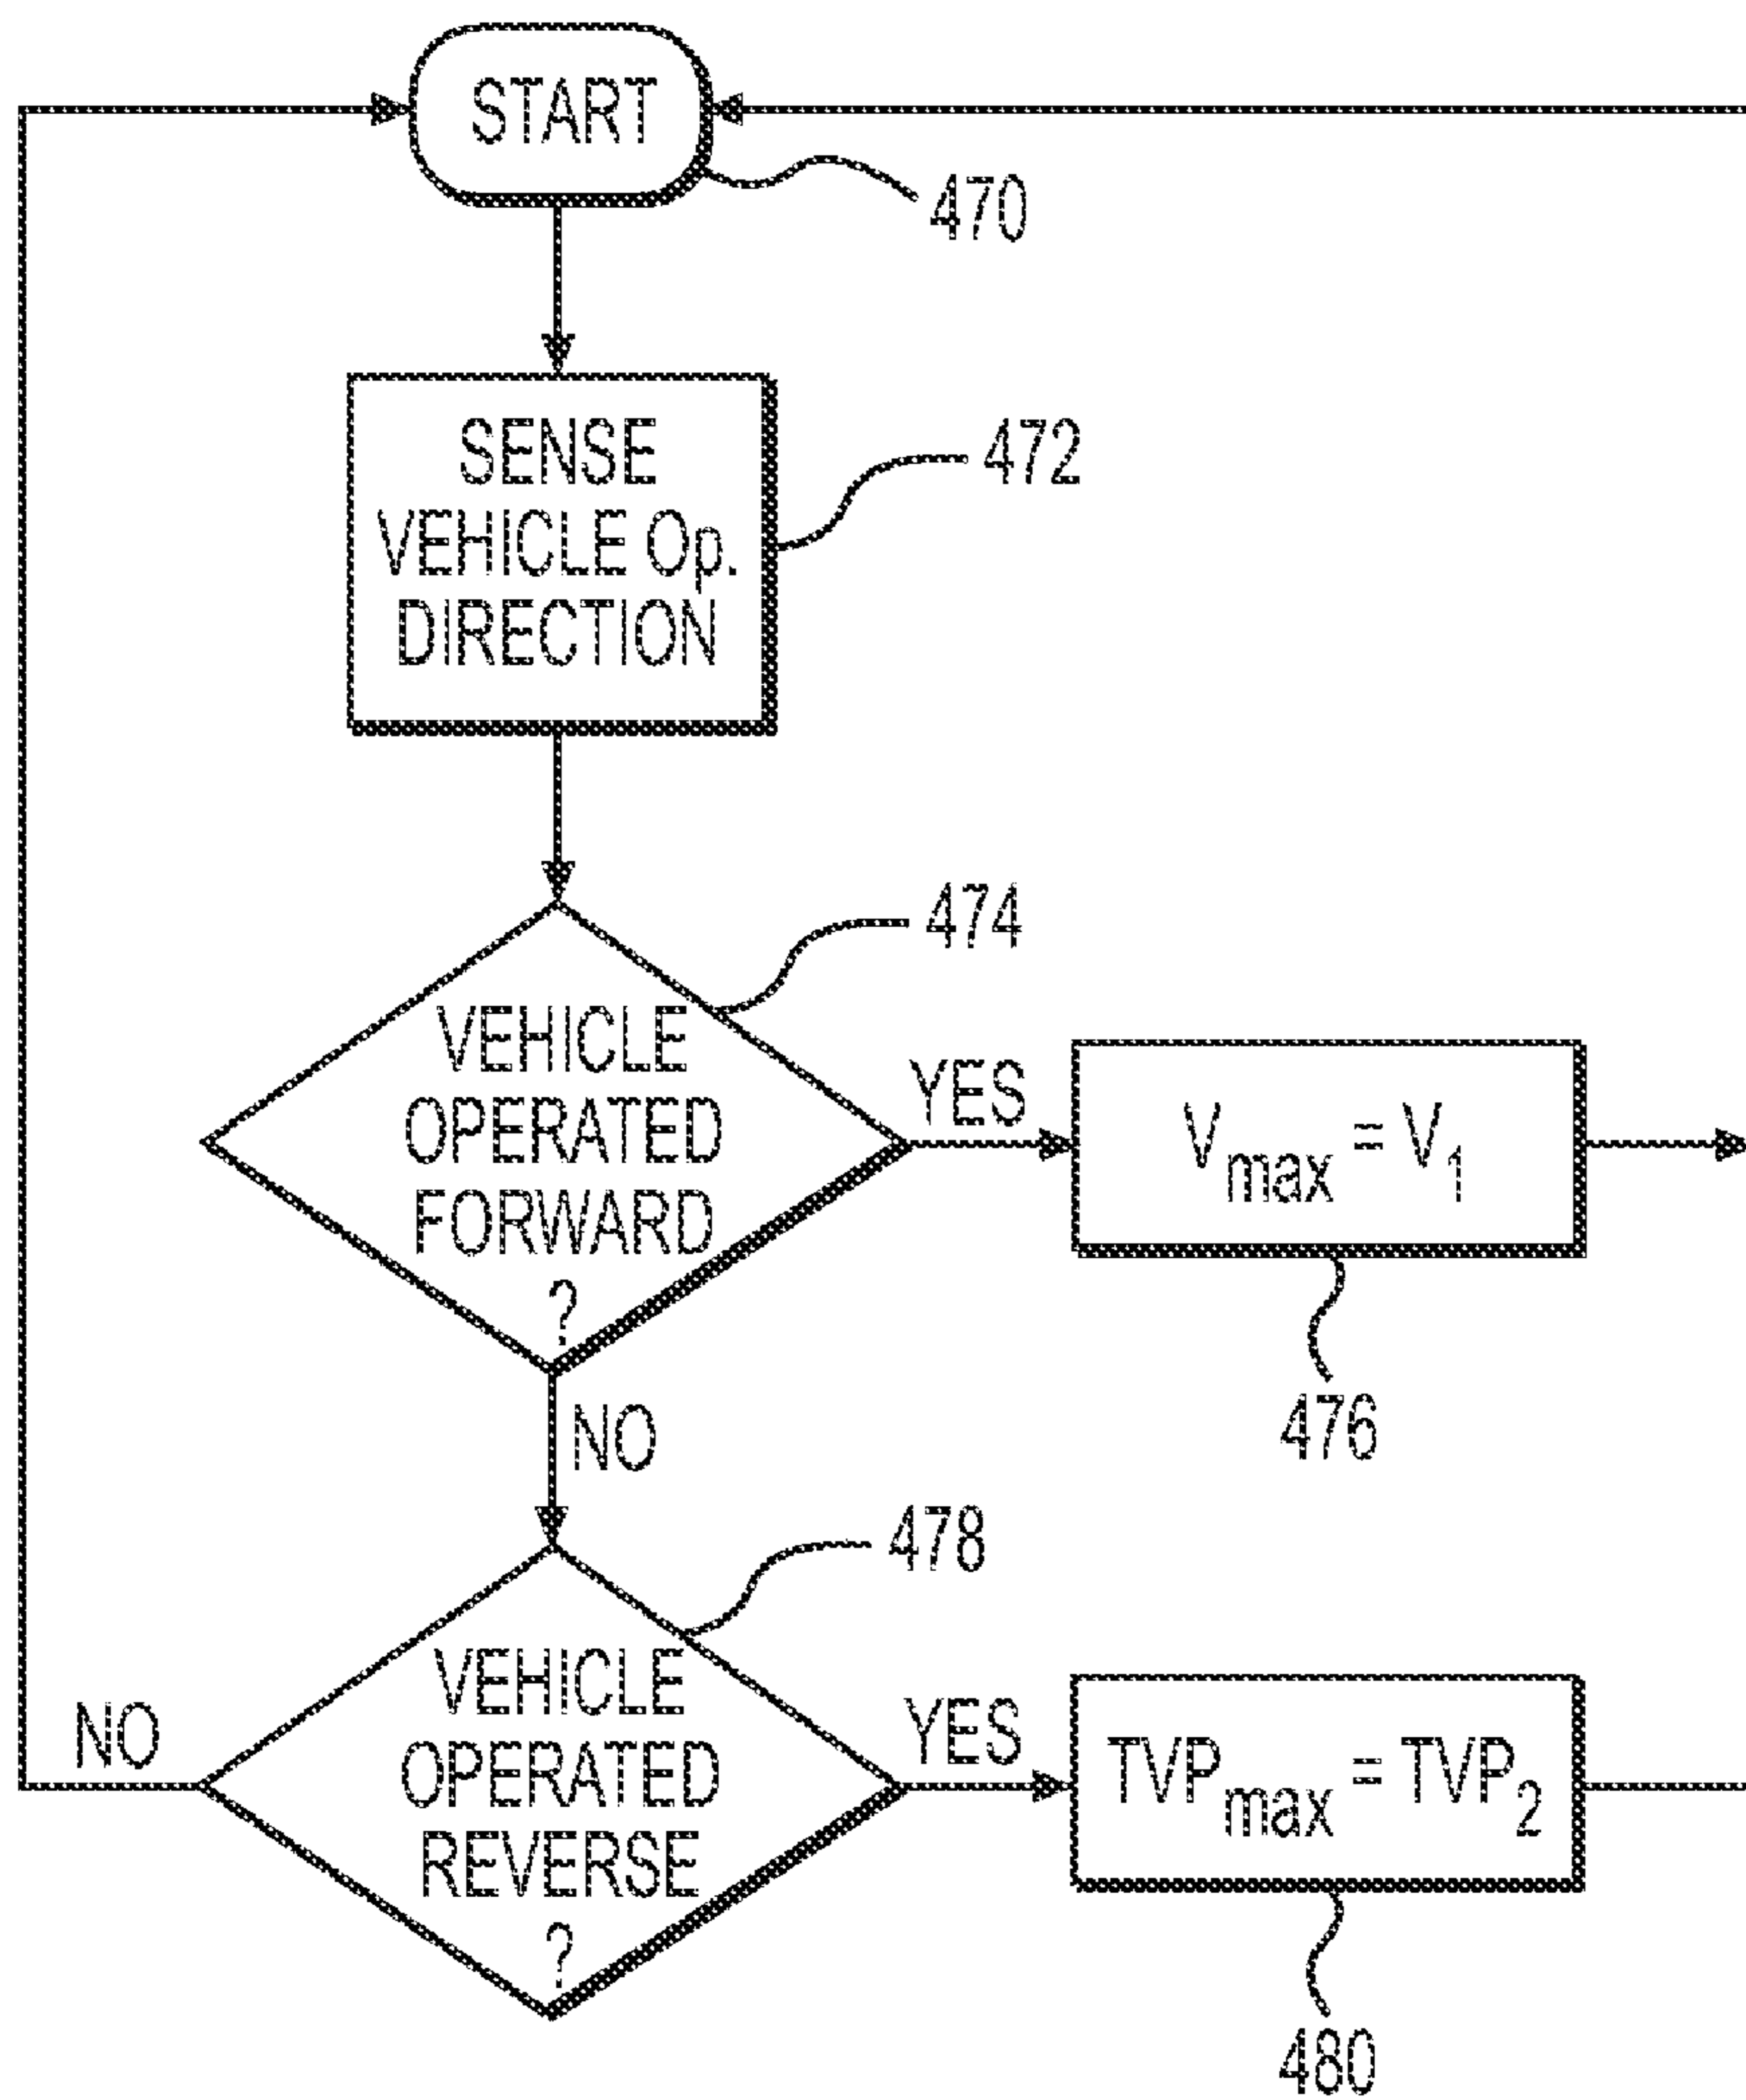 START
470
SENSE
VEHICLE Op.
DIRECTION
472
474
VEHICLE
OPERATED
FORWARD
?
YES
Vmax = V1
476
NO
478
VEHICLE
OPERATED
REVERSE
?
NO
YES
TVPmax = TVP2
480